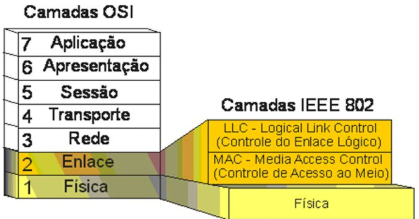 Camadas OSI
7 Aplicação
6 Apresentação
5 Sessão
4 Transporte
3 Rede
2 Enlace
1 Física
Camadas IEEE 802
LLC - Logical Link Control
(Controle do Enlace Lógico)
MAC - Media Access Control
(Controle de Acesso ao Meio)
Física